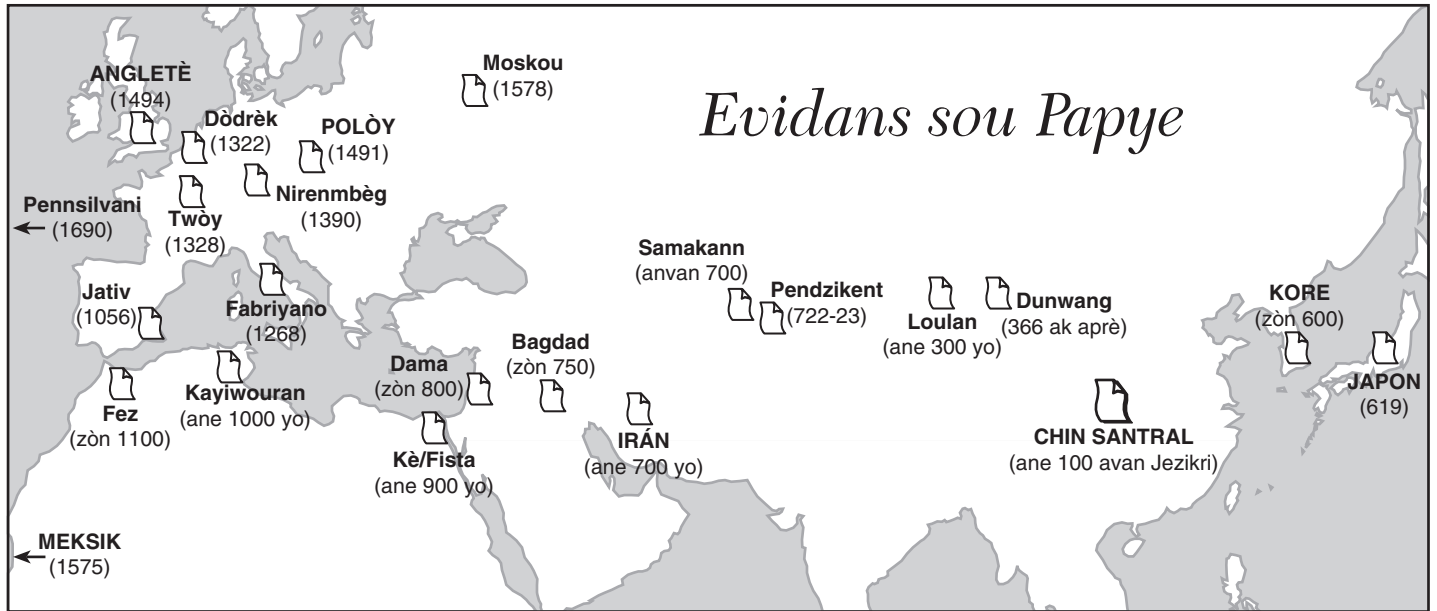 Evidans sou Papye
Moskou
(1578)
ANGLETÈ
(1494)
Dòdrèk
(1322)
POLÒY
(1491)
Nirenmbèg
(1390)
Pennsilvani
(1690)
Twòy
(1328)
Jativ
(1056)
Fabriyano
(1268)
Samakann
(anvan 700)
Pendzikent
(722-23)
Loulan
(ane 300 yo)
Dunwang
(366 ak aprè)
KORE
(zòn 600)
JAPON
(619)
Bagdad
(zòn 750)
Dama
(zòn 800)
Kayiwouran
(ane 1000 yo)
Fez
(zòn 1100)
Kè/Fista
(ane 900 yo)
IRÁN
(ane 700 yo)
CHIN SANTRAL
(ane 100 avan Jezikri)
MEKSIK
(1575)